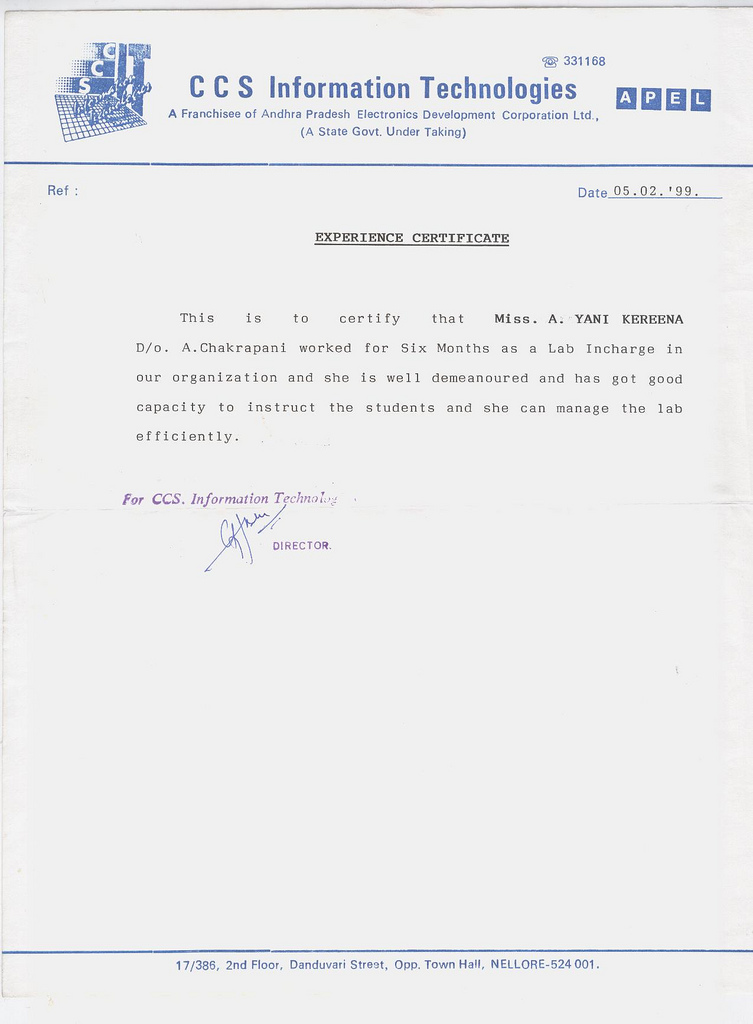 C
C
S
IT
☏ 331168
C C S Information Technologies
A P E L
A Franchisee of Andhra Pradesh Electronics Development Corporation Ltd.,
(A State Govt. Under Taking)
Ref :
Date 05.02.'99.
EXPERIENCE CERTIFICATE
This is to certify that Miss. A. YANI KEREENA
D/o. A.Chakrapani worked for Six Months as a Lab Incharge in
our organization and she is well demeanoured and has got good
capacity to instruct the students and she can manage the lab
efficiently.
For CCS. Information Technolog
DIRECTOR.
17/386, 2nd Floor, Danduvari Street, Opp. Town Hall, NELLORE-524 001.